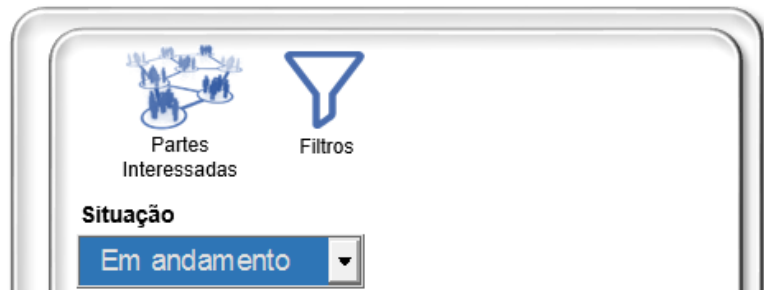 Partes
Interessadas
Filtros
Situação
Em andamento